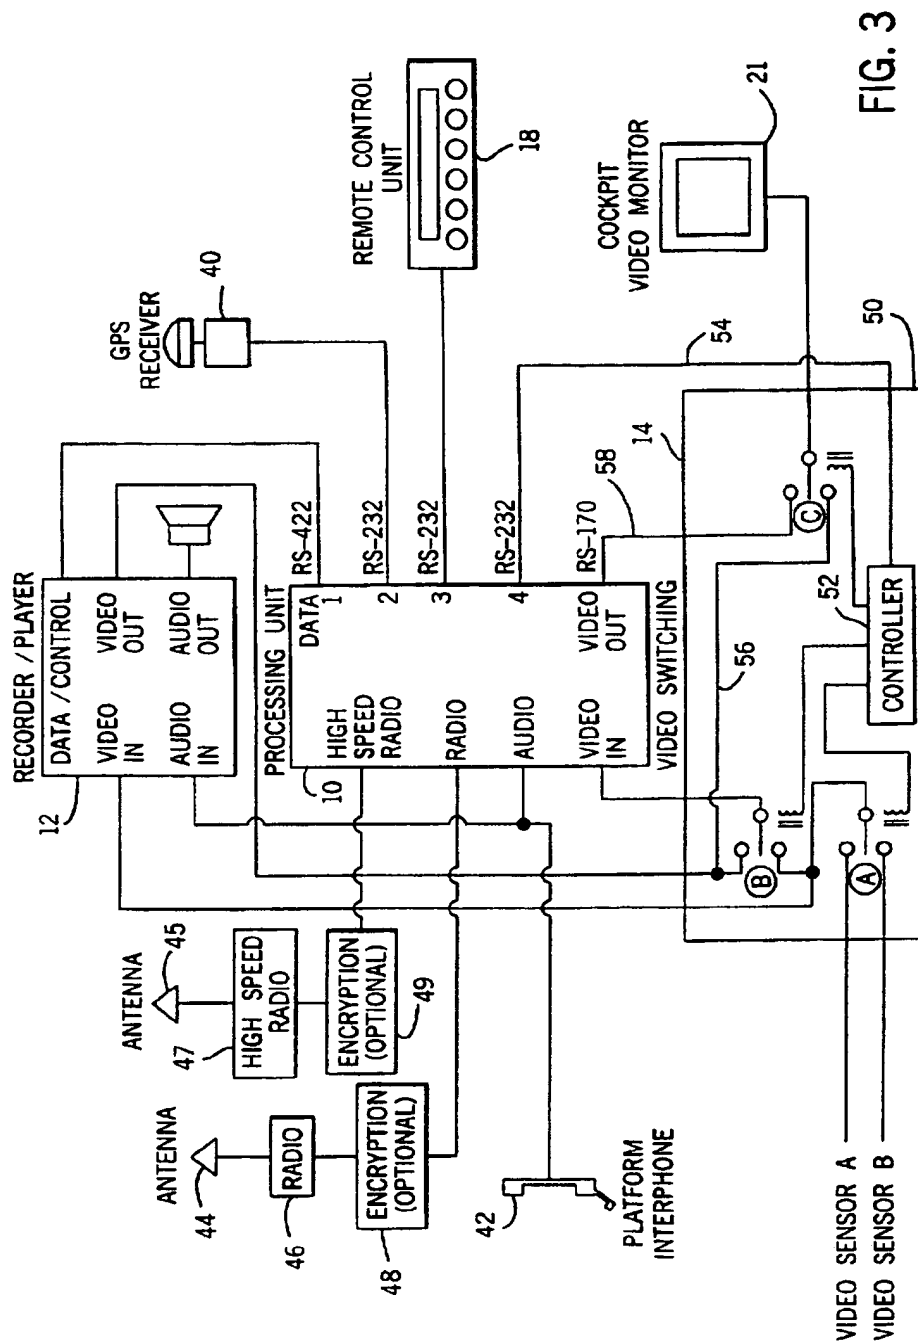 ANTENNA
45
47
HIGH SPEED
RADIO
ENCRYPTION
(OPTIONAL)
49
ANTENNA
44
RADIO
46
ENCRYPTION
(OPTIONAL)
48
42
PLATFORM
INTERPHONE
VIDEO SENSOR A
VIDEO SENSOR B
RECORDER/PLAYER
12
DATA/CONTROL
VIDEO
IN
VIDEO
OUT
AUDIO
IN
AUDIO
OUT
PROCESSING UNIT
10
HIGH
SPEED
RADIO
RADIO
AUDIO
VIDEO
IN
DATA
1
2
3
4
VIDEO
OUT
RS-422
RS-232
RS-232
RS-232
RS-170
VIDEO SWITCHING
14
50
52
54
56
58
A
B
C
CONTROLLER
GPS
RECEIVER
40
REMOTE CONTROL
UNIT
18
COCKPIT
VIDEO MONITOR
21
FIG. 3